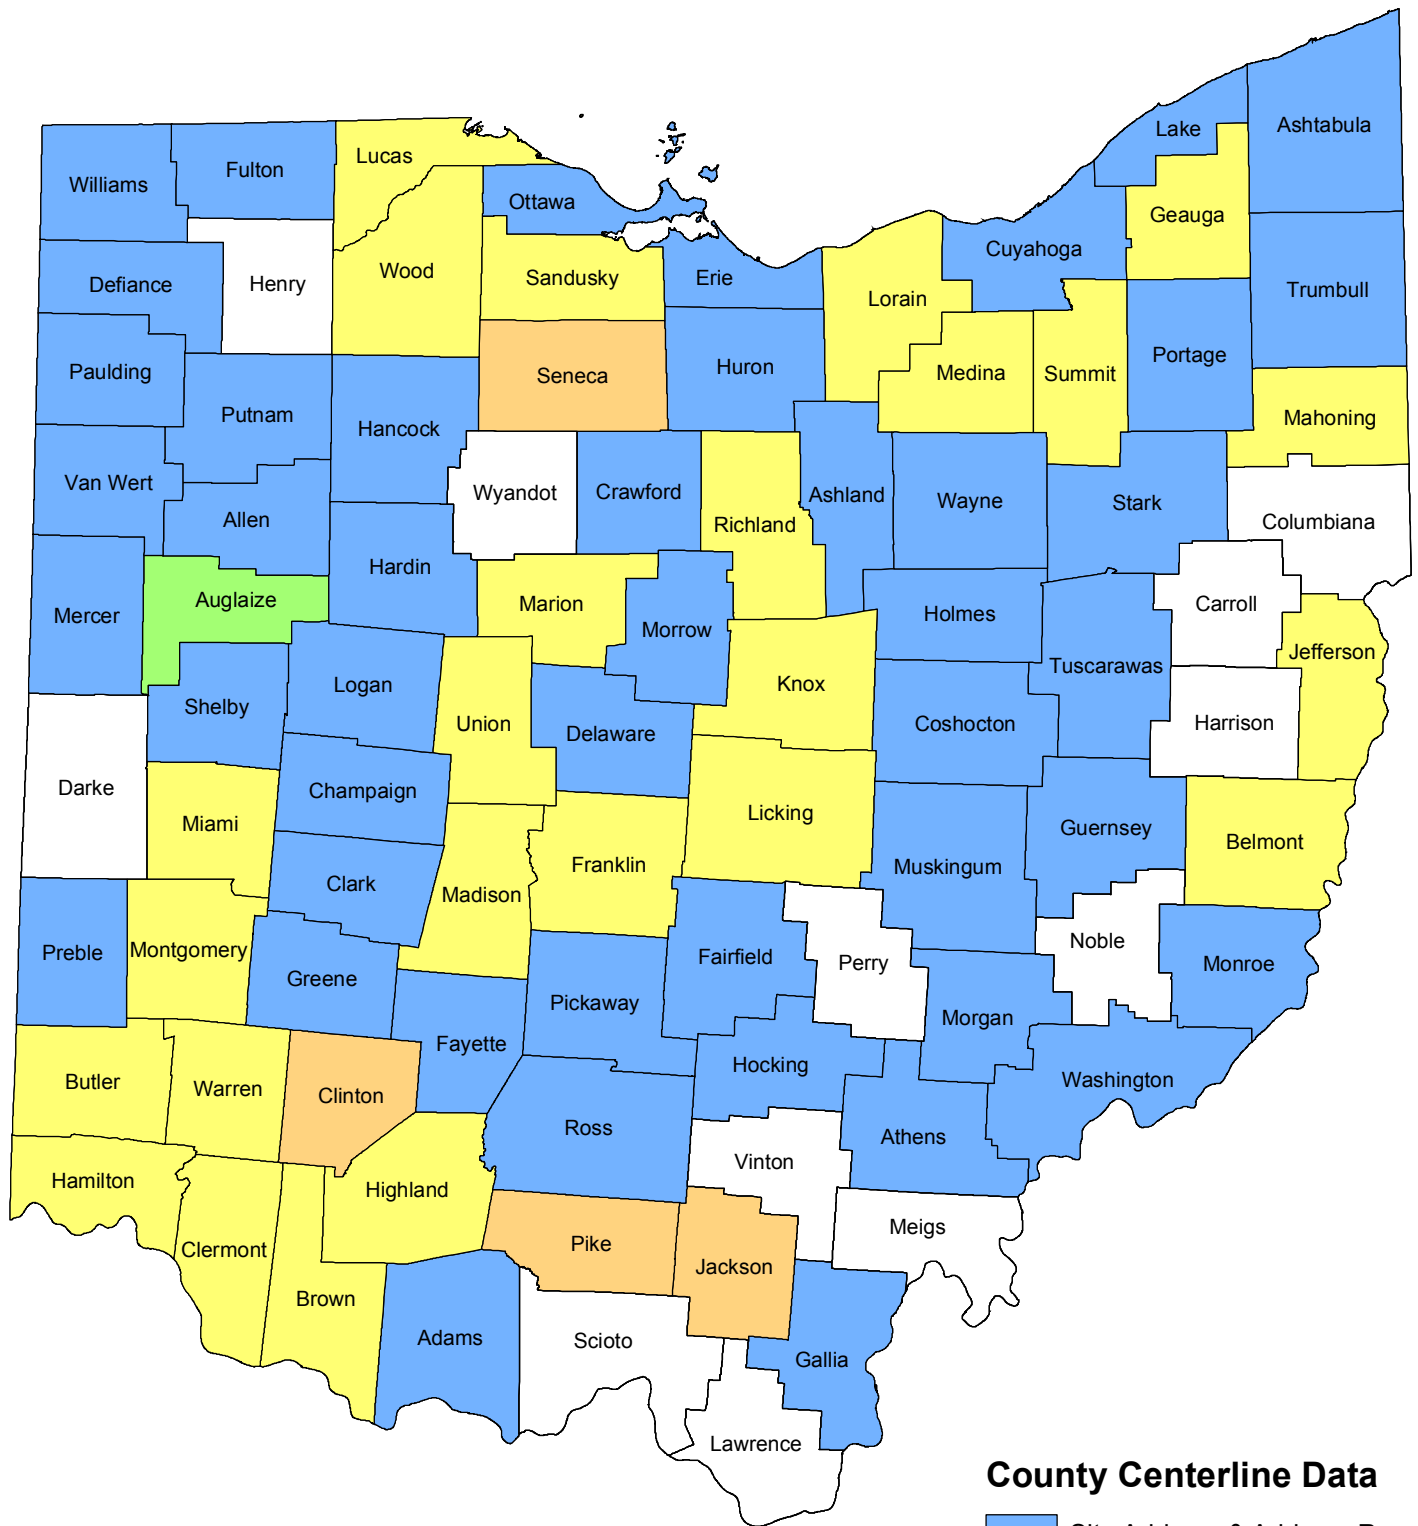 Lake
Ashtabula
Lucas
Fulton
Williams
Ottawa
Geauga
Cuyahoga
Wood
Sandusky
Erie
Defiance
Henry
Trumbull
Lorain
Portage
Huron
Paulding
Seneca
Medina
Summit
Putnam
Mahoning
Hancock
Van Wert
Wyandot
Crawford
Ashland
Wayne
Stark
Allen
Richland
Columbiana
Hardin
Auglaize
Marion
Carroll
Mercer
Holmes
Morrow
Jefferson
Tuscarawas
Logan
Knox
Shelby
Union
Coshocton
Harrison
Delaware
Darke
Champaign
Licking
Miami
Guernsey
Belmont
Franklin
Muskingum
Clark
Madison
Noble
Montgomery
Preble
Fairfield
Perry
Monroe
Greene
Pickaway
Morgan
Fayette
Hocking
Butler
Warren
Clinton
Washington
Ross
Athens
Vinton
Hamilton
Highland
Meigs
Clermont
Pike
Jackson
Brown
Adams
Scioto
Gallia
Lawrence
County Centerline Data